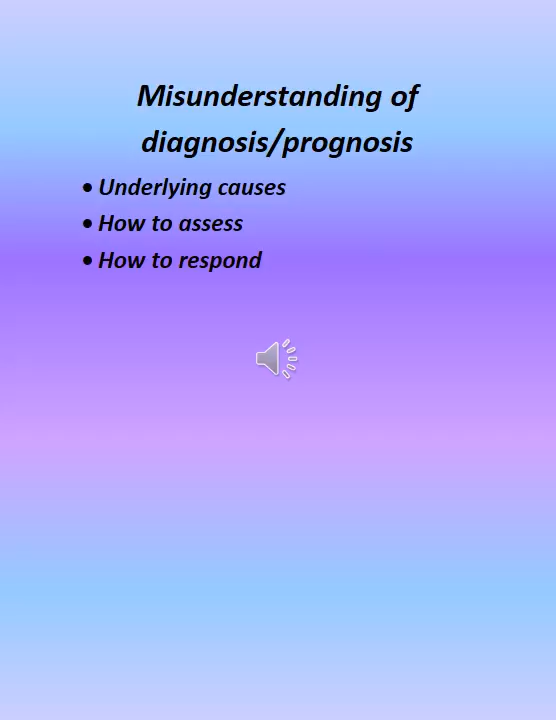 Misunderstanding of
diagnosis/prognosis
• Underlying causes
• How to assess
• How to respond